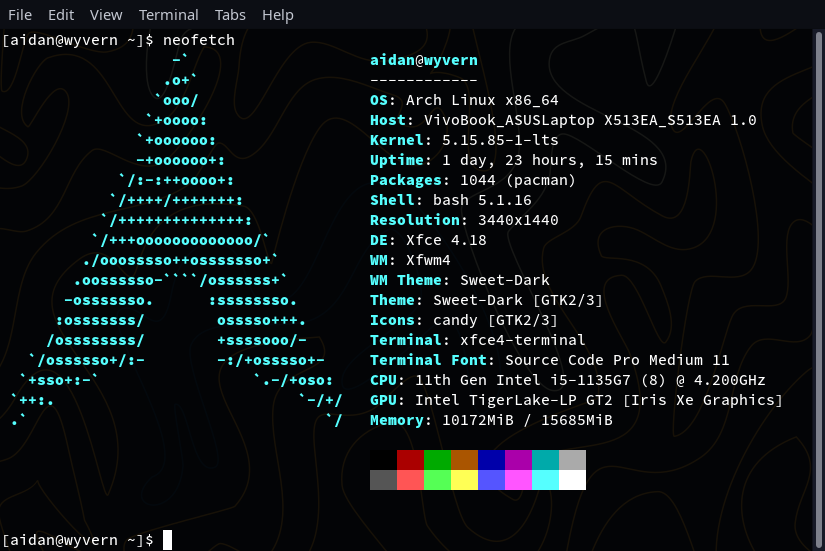 File Edit View Terminal Tabs Help
[aidan@wyvern ~]$ neofetch
                   -`                    aidan@wyvern
                  .o+`                   ------------
                 `ooo/                   OS: Arch Linux x86_64
                `+oooo:                  Host: VivoBook_ASUSLaptop X513EA_S513EA 1.0
               `+oooooo:                 Kernel: 5.15.85-1-lts
               -+oooooo+:                Uptime: 1 day, 23 hours, 15 mins
             `/:-:++oooo+:               Packages: 1044 (pacman)
            `/++++/+++++++:              Shell: bash 5.1.16
           `/++++++++++++++:             Resolution: 3440x1440
          `/+++ooooooooooooo/`           DE: Xfce 4.18
         ./ooosssso++osssssso+`          WM: Xfwm4
        .oossssso-````/ossssss+`         WM Theme: Sweet-Dark
       -osssssso.      :ssssssso.        Theme: Sweet-Dark [GTK2/3]
      :osssssss/        osssso+++.       Icons: candy [GTK2/3]
     /ossssssss/        +ssssooo/-       Terminal: xfce4-terminal
   `/ossssso+/:-        -:/+osssso+-     Terminal Font: Source Code Pro Medium 11
  `+sso+:-`                 `.-/+oso:    CPU: 11th Gen Intel i5-1135G7 (8) @ 4.200GHz
 `++:.                           `-/+/   GPU: Intel TigerLake-LP GT2 [Iris Xe Graphics]
 .`                                 `/   Memory: 10172MiB / 15685MiB
[aidan@wyvern ~]$